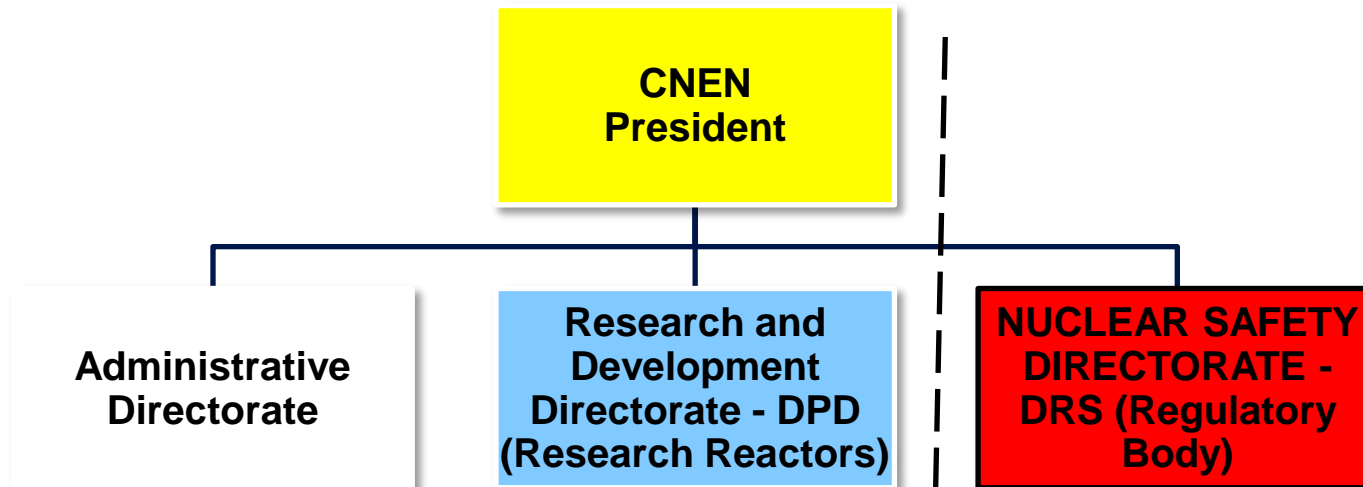 CNEN
President
Administrative
Directorate
Research and
Development
Directorate - DPD
(Research Reactors)
NUCLEAR SAFETY
DIRECTORATE -
DRS (Regulatory
Body)